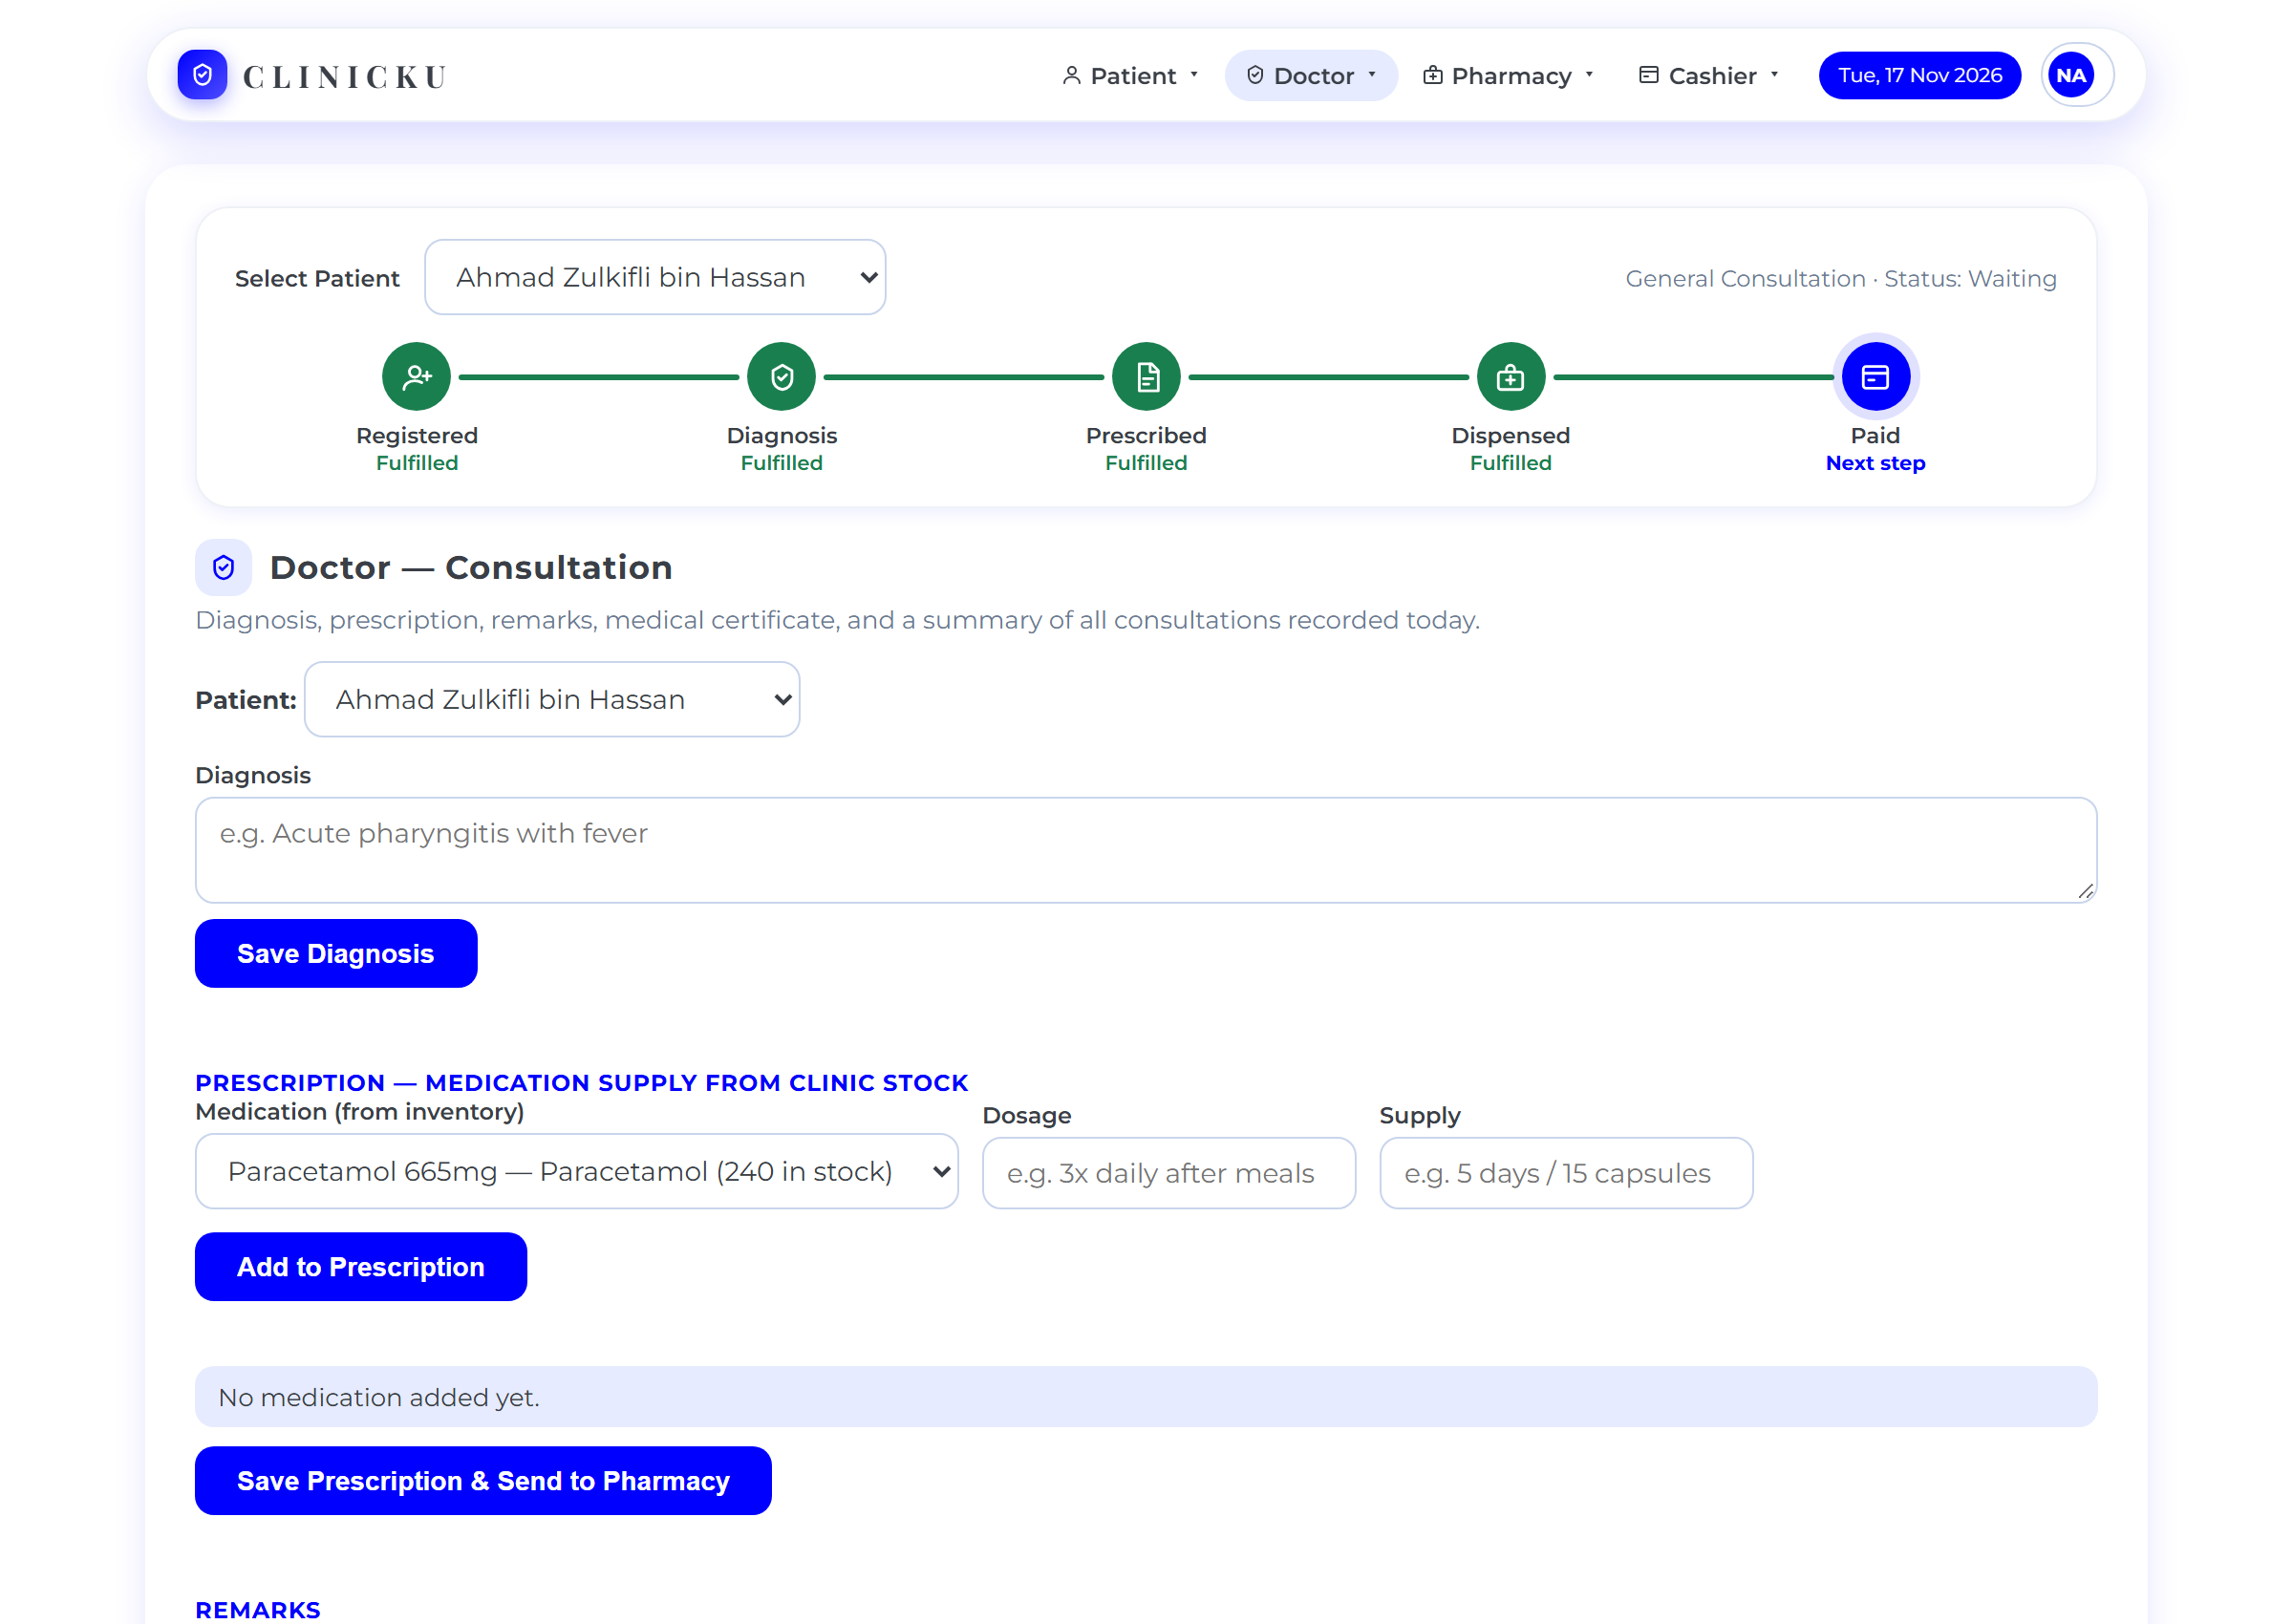 CLINICKU
Patient
Doctor
Pharmacy
Cashier
Tue, 17 Nov 2026
NA
Select Patient
Ahmad Zulkifli bin Hassan
General Consultation · Status: Waiting
Registered
Fulfilled
Diagnosis
Fulfilled
Prescribed
Fulfilled
Dispensed
Fulfilled
Paid
Next step
Doctor — Consultation
Diagnosis, prescription, remarks, medical certificate, and a summary of all consultations recorded today.
Patient:
Ahmad Zulkifli bin Hassan
Diagnosis
e.g. Acute pharyngitis with fever
Save Diagnosis
PRESCRIPTION — MEDICATION SUPPLY FROM CLINIC STOCK
Medication (from inventory)
Paracetamol 665mg — Paracetamol (240 in stock)
Dosage
e.g. 3x daily after meals
Supply
e.g. 5 days / 15 capsules
Add to Prescription
No medication added yet.
Save Prescription & Send to Pharmacy
REMARKS